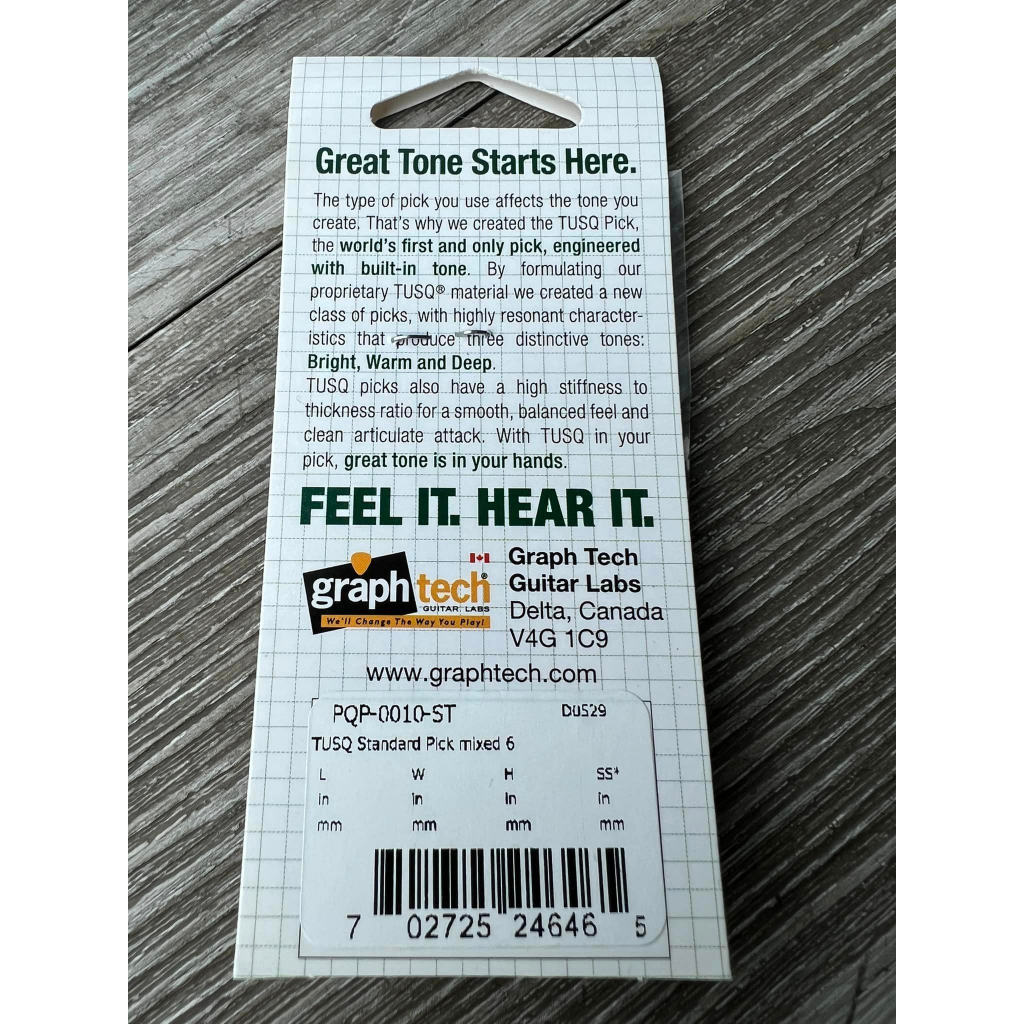 Great Tone Starts Here.
The type of pick you use affects the tone you
create. That's why we created the TUSQ Pick,
the world's first and only pick, engineered
with built-in tone. By formulating our
proprietary TUSQ® material we created a new
class of picks, with highly resonant character-
istics that produce three distinctive tones:
Bright, Warm and Deep.
TUSQ picks also have a high stiffness to
thickness ratio for a smooth, balanced feel and
clean articulate attack. With TUSQ in your
pick, great tone is in your hands.
FEEL IT. HEAR IT.
graphtech®
GUITAR LABS
We'll Change The Way You Play!
Graph Tech
Guitar Labs
Delta, Canada
V4G 1C9
www.graphtech.com
PQP-0010-ST D0529
TUSQ Standard Pick mixed 6
L W H SS*
in in in in
mm mm mm mm
7 02725 24646 5